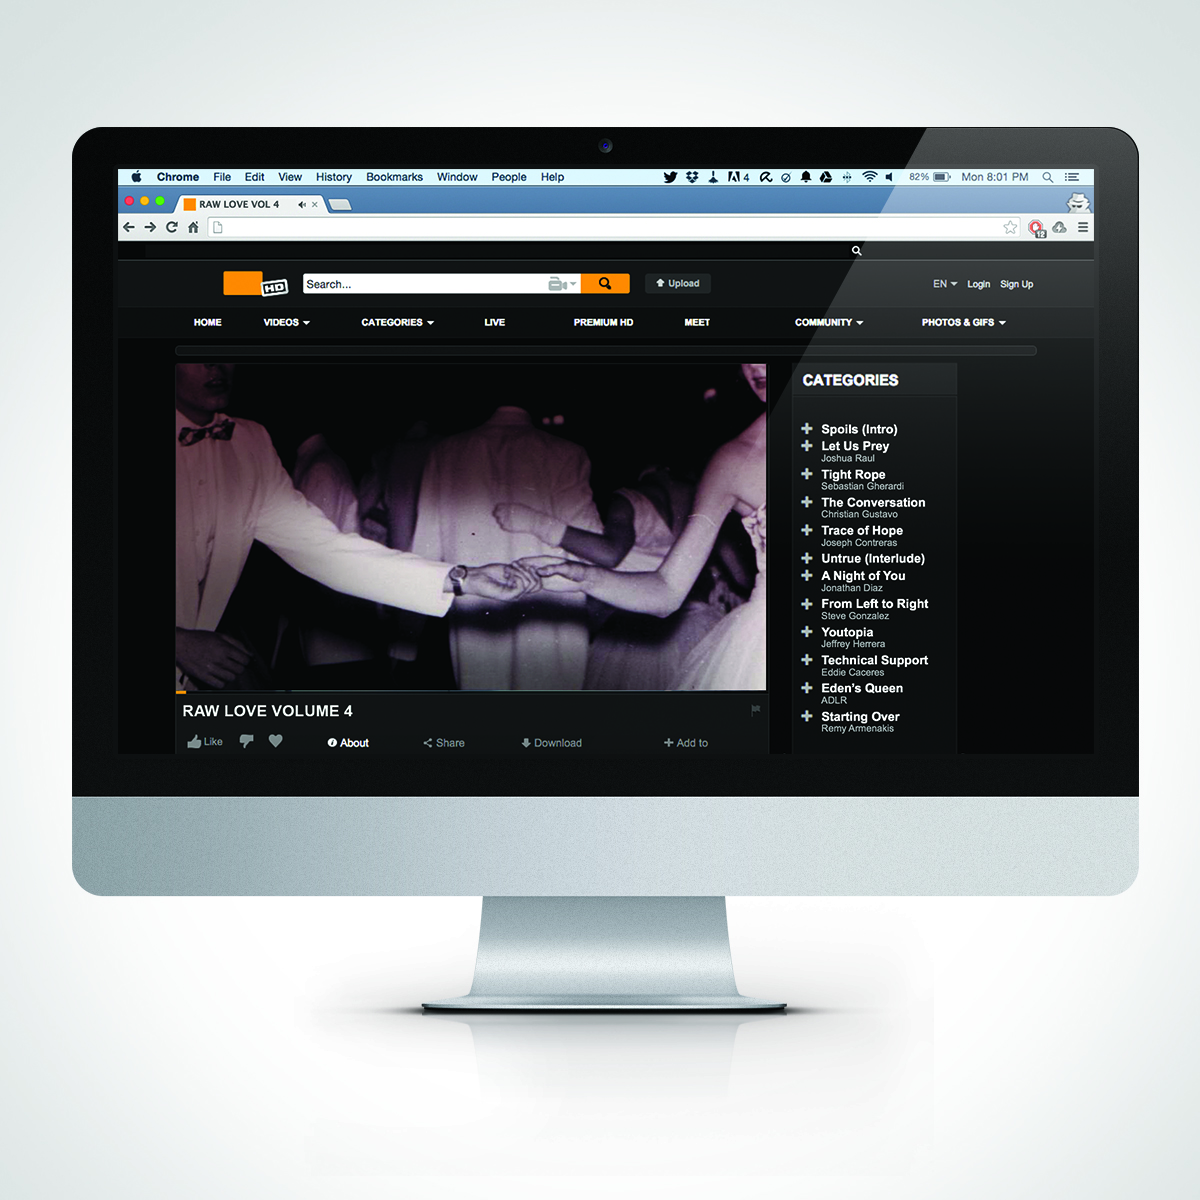 Chrome File Edit View History Bookmarks Window People Help 4 82% Mon 8:01 PM
RAW LOVE VOL 4
12
HD Search... Upload EN Login Sign Up
HOME VIDEOS CATEGORIES LIVE PREMIUM HD MEET COMMUNITY PHOTOS & GIFS
CATEGORIES
Spoils (Intro)
Let Us Prey
Joshua Raul
Tight Rope
Sebastian Gherardi
The Conversation
Christian Gustavo
Trace of Hope
Joseph Contreras
Untrue (Interlude)
A Night of You
Jonathan Diaz
From Left to Right
Steve Gonzalez
Youtopia
Jeffrey Herrera
Technical Support
Eddie Caceres
Eden's Queen
ADLR
Starting Over
Remy Armenakis
RAW LOVE VOLUME 4
Like About Share Download Add to